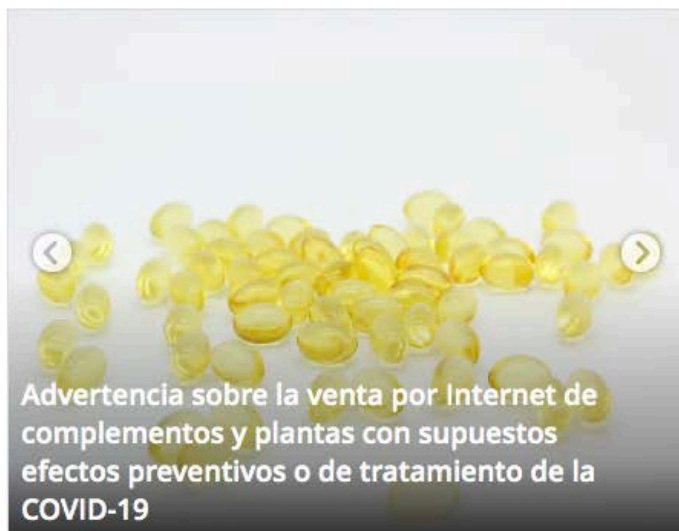 Advertencia sobre la venta por Internet de
complementos y plantas con supuestos
efectos preventivos o de tratamiento de la
COVID-19